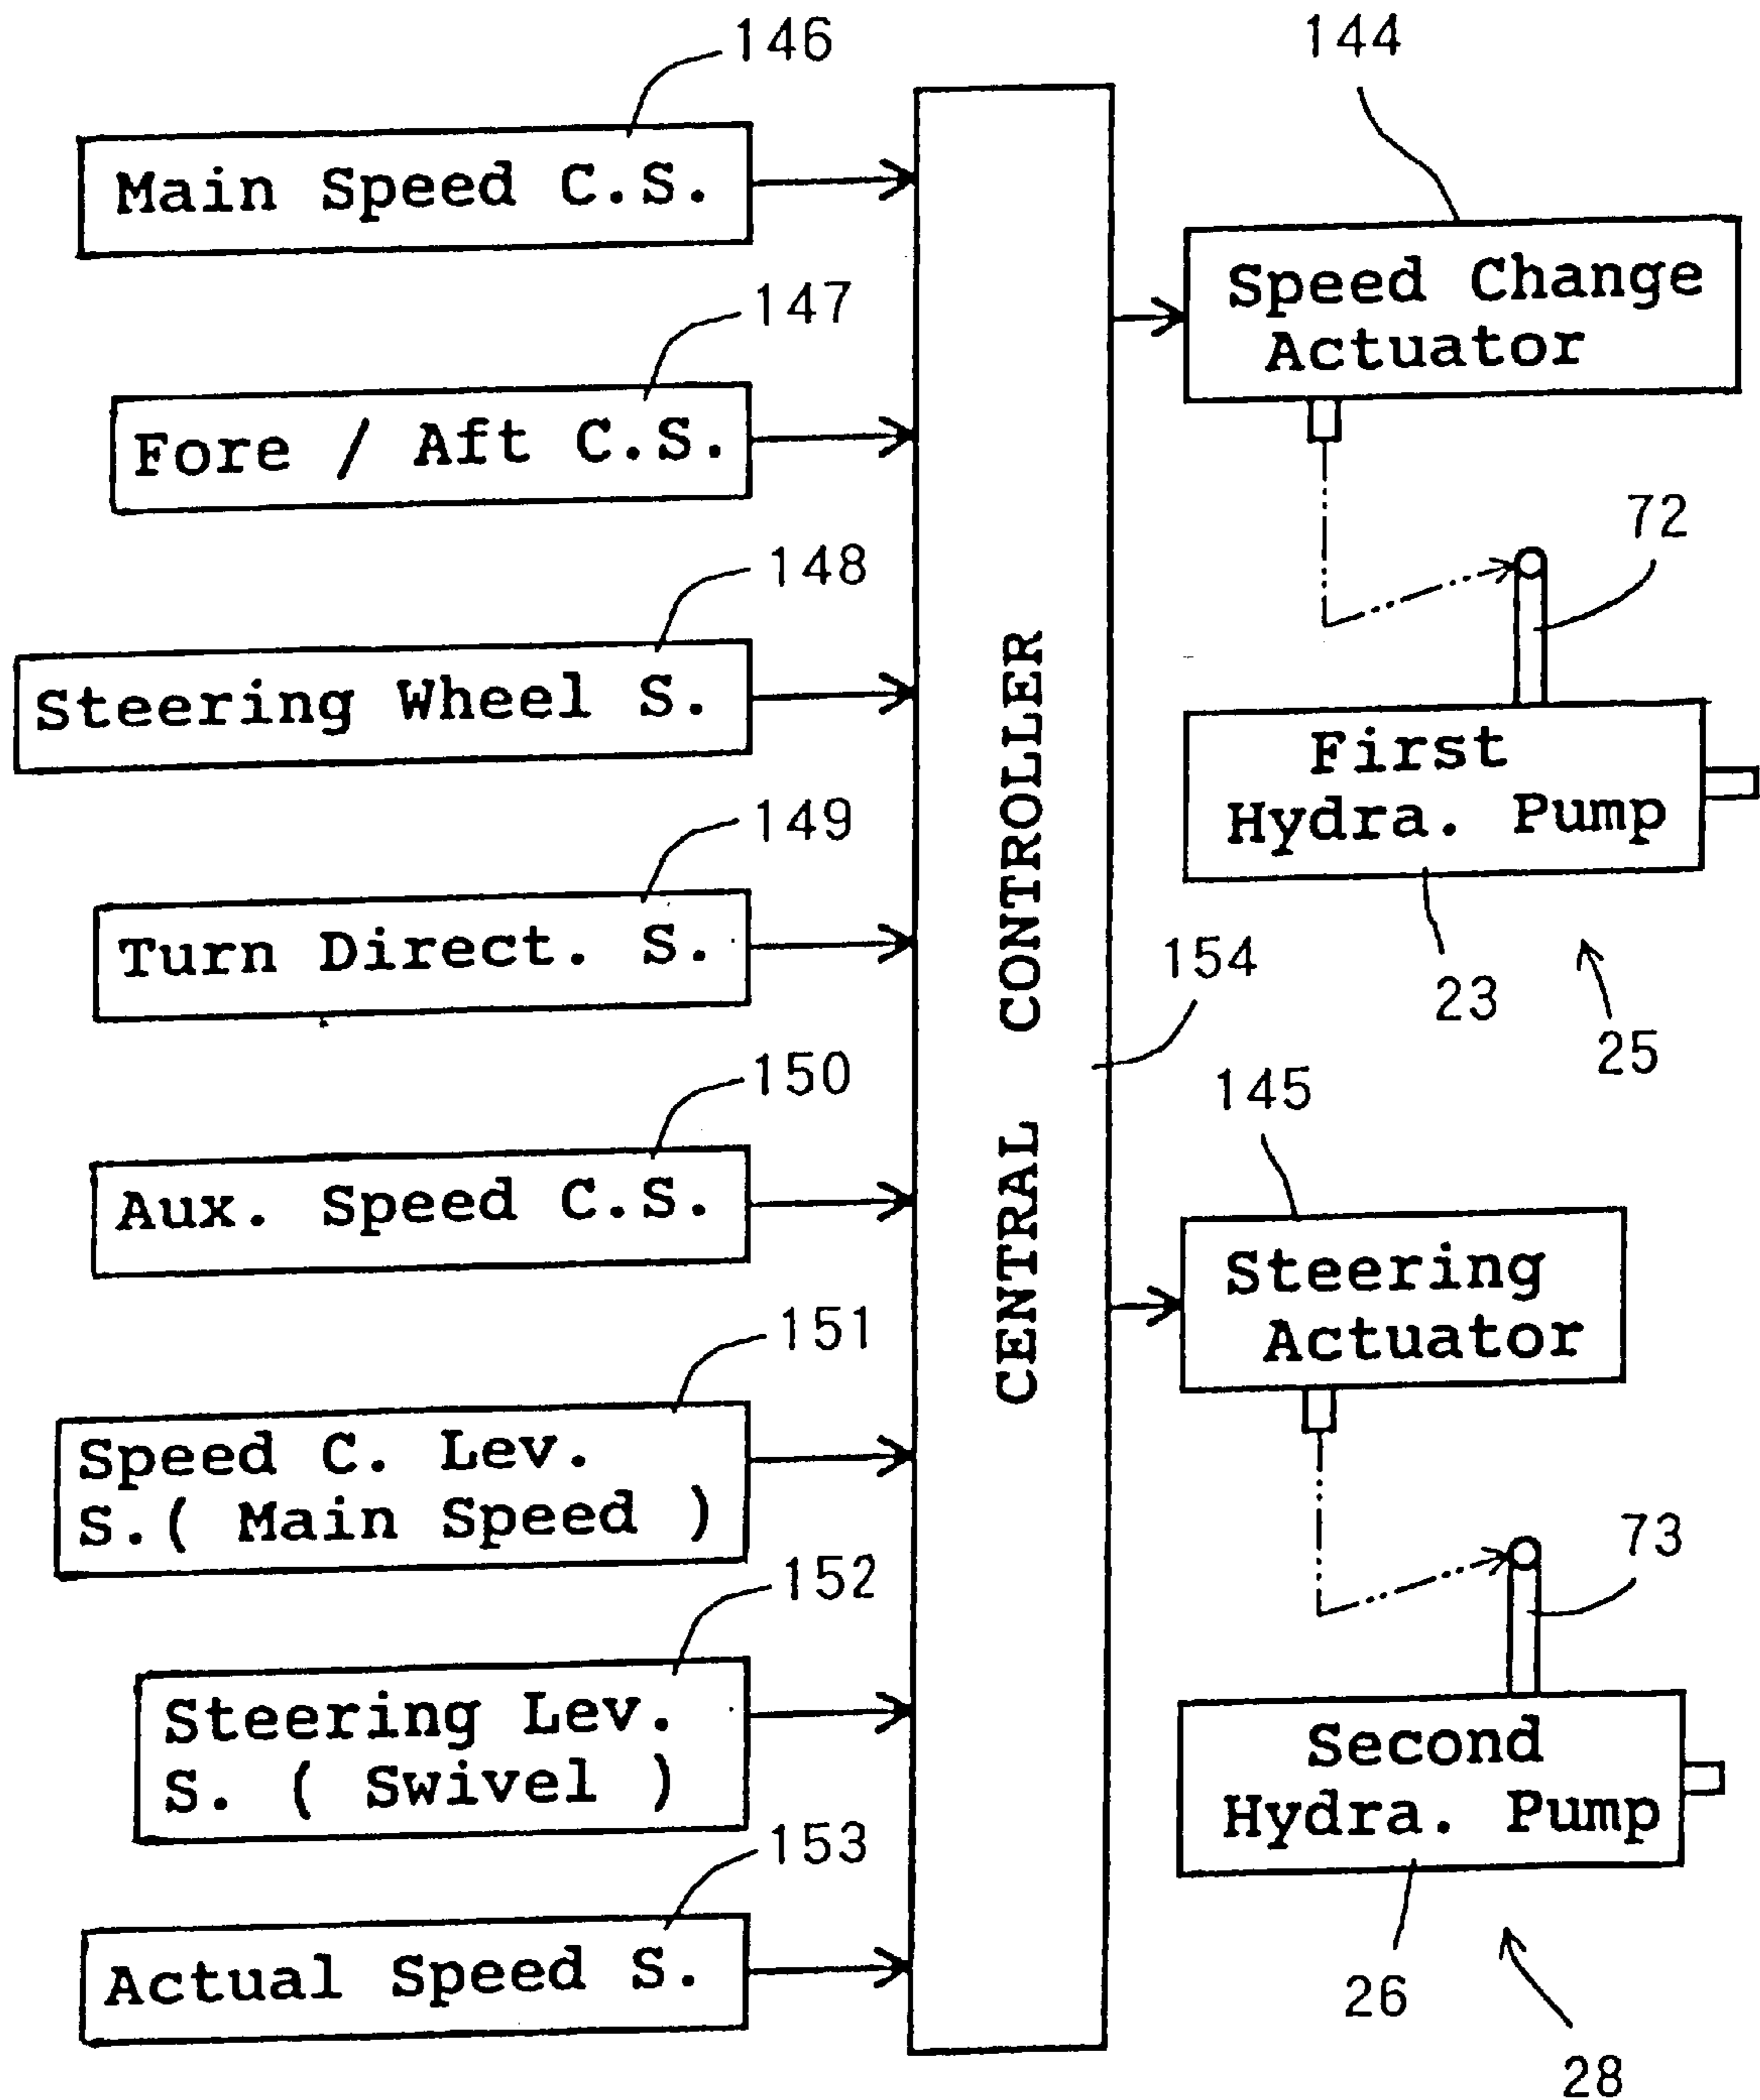 146
Main Speed C.S.
147
Fore / Aft C.S.
148
Steering Wheel S.
149
Turn Direct. S.
150
Aux. Speed C.S.
151
Speed C. Lev.
S.( Main Speed )
152
Steering Lev.
S. ( Swivel )
153
Actual Speed S.
CENTRAL CONTROLLER
154
144
Speed Change
Actuator
72
First
Hydra. Pump
23
25
145
Steering
Actuator
73
Second
Hydra. Pump
26
28